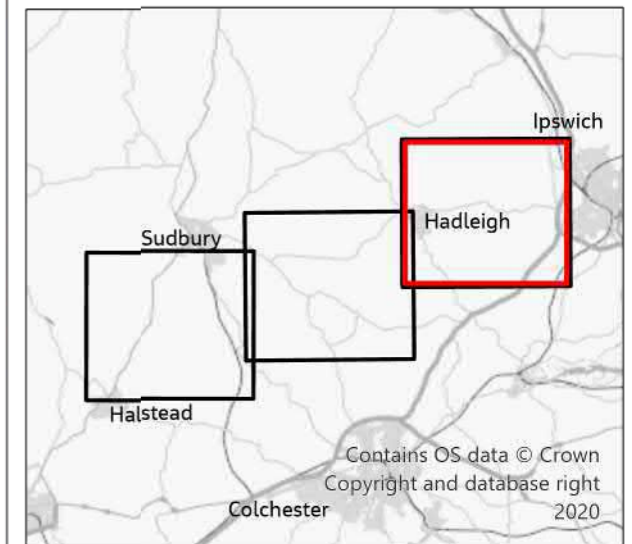 Ipswich
Hadleigh
Sudbury
Halstead
Contains OS data © Crown
Copyright and database right
2020
Colchester